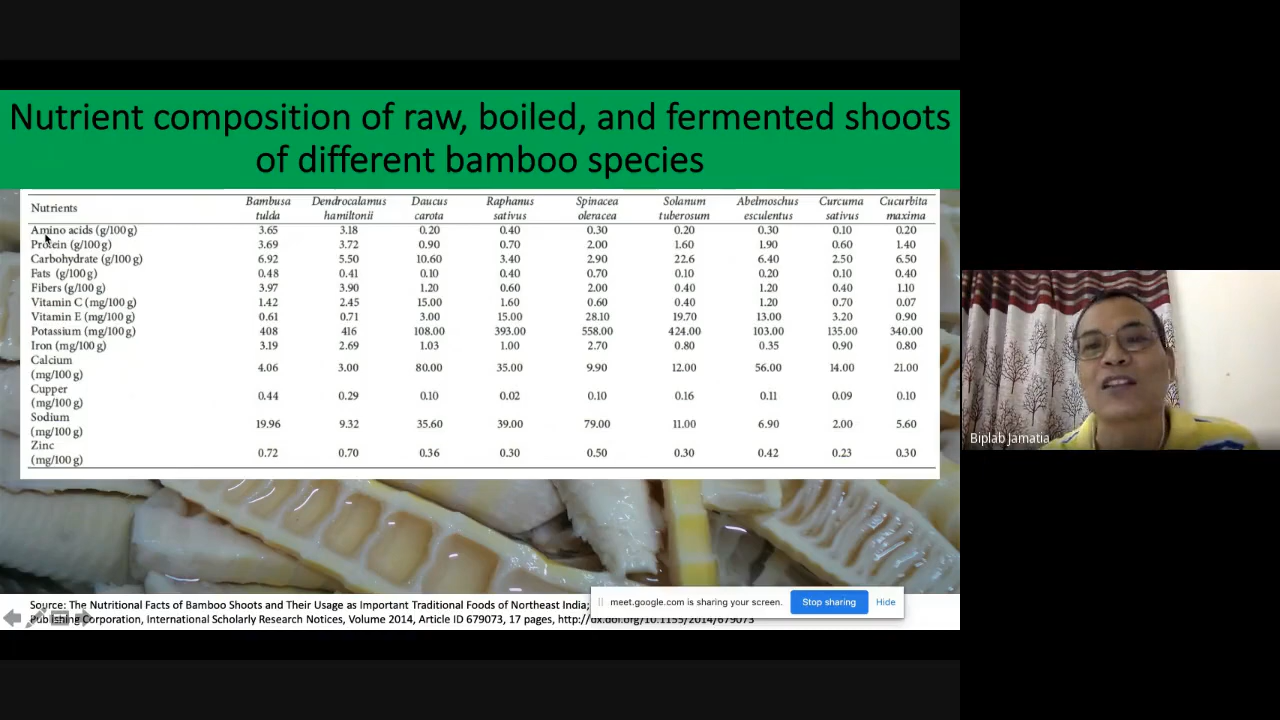 Nutrient composition of raw, boiled, and fermented shoots
of different bamboo species
Nutrients Bambusa tulda Dendrocalamus hamiltonii Daucus carota Raphanus sativus Spinacea oleracea Solanum tuberosum Abelmoschus esculentus Curcuma sativus Cucurbita maxima
Amino acids (g/100 g) 3.65 3.18 0.20 0.40 0.30 0.20 0.30 0.10 0.20
Protein (g/100 g) 3.69 3.72 0.90 0.70 2.00 1.60 1.90 0.60 1.40
Carbohydrate (g/100 g) 6.92 5.50 10.60 3.40 2.90 22.6 6.40 2.50 6.50
Fats (g/100 g) 0.48 0.41 0.10 0.40 0.70 0.10 0.20 0.10 0.40
Fibers (g/100 g) 3.97 3.90 1.20 0.60 2.00 0.40 1.20 0.40 1.10
Vitamin C (mg/100 g) 1.42 2.45 15.00 1.60 0.60 0.40 1.20 0.70 0.07
Vitamin E (mg/100 g) 0.61 0.71 3.00 15.00 28.10 19.70 13.00 3.20 0.90
Potassium (mg/100 g) 408 416 108.00 393.00 558.00 424.00 103.00 135.00 340.00
Iron (mg/100 g) 3.19 2.69 1.03 1.00 2.70 0.80 0.35 0.90 0.80
Calcium (mg/100 g) 4.06 3.00 80.00 35.00 9.90 12.00 56.00 14.00 21.00
Cupper (mg/100 g) 0.44 0.29 0.10 0.02 0.10 0.16 0.11 0.09 0.10
Sodium (mg/100 g) 19.96 9.32 35.60 39.00 79.00 11.00 6.90 2.00 5.60
Zinc (mg/100 g) 0.72 0.70 0.36 0.30 0.50 0.30 0.42 0.23 0.30
Source: The Nutritional Facts of Bamboo Shoots and Their Usage as Important Traditional Foods of Northeast India;
Publishing Corporation, International Scholarly Research Notices, Volume 2014, Article ID 679073, 17 pages, http://dx.doi.org/10.1155/2014/679073
meet.google.com is sharing your screen. Stop sharing Hide
Biplab Jamatia